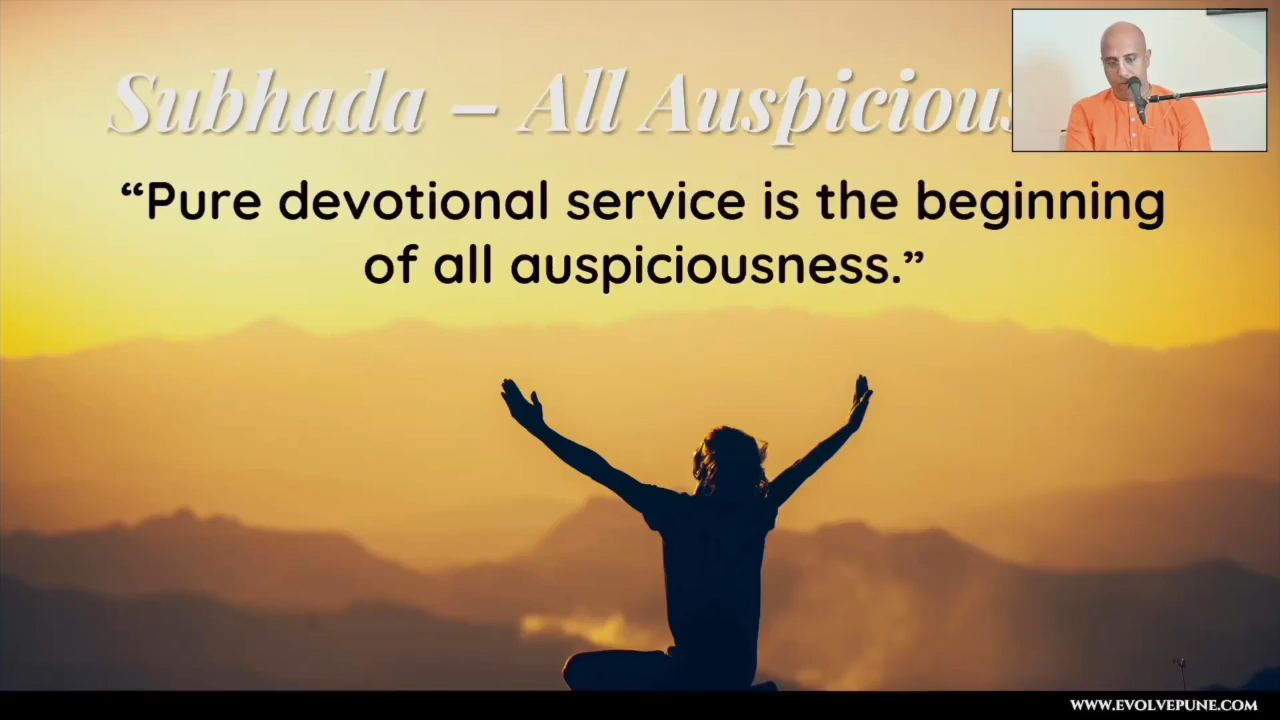 Subhada – All Auspicious
“Pure devotional service is the beginning
of all auspiciousness.”
WWW.EVOLVEPUNE.COM